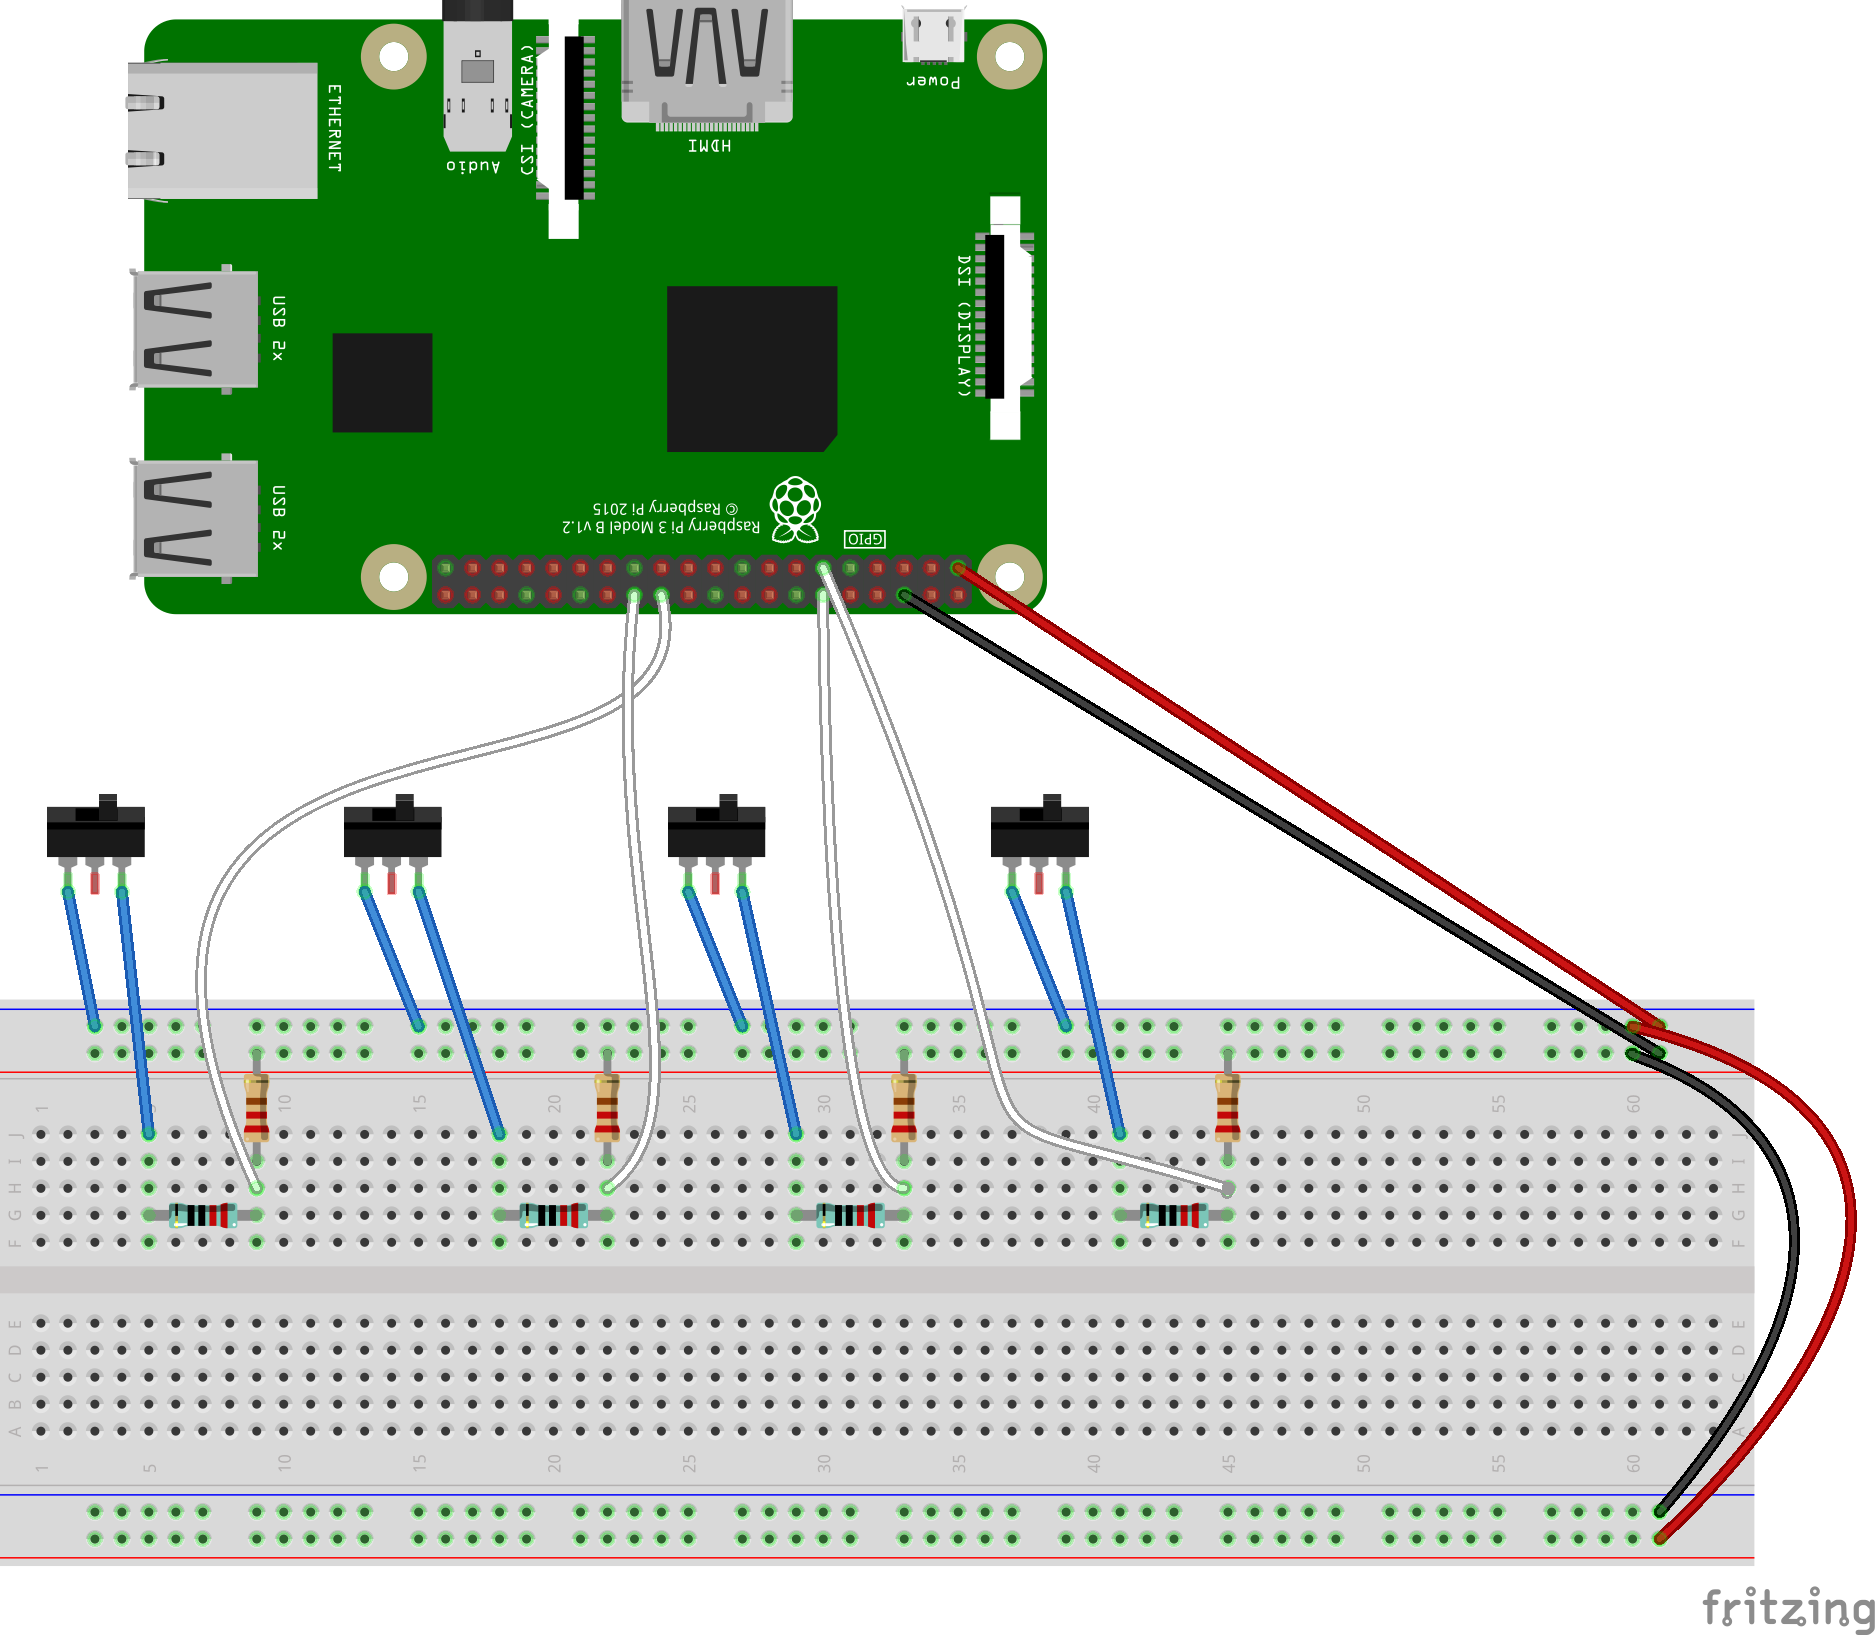 Power
ETHERNET
CSI (CAMERA)
Audio
HDMI
DSI (DISPLAY)
USB 2x
USB 2x
Raspberry Pi 3 Model B v1.2
© Raspberry Pi 2015
GPIO
1 5 10 15 20 25 30 35 40 45 50 55 60
J J
I I
H H
G G
F F
E E
D D
C C
B B
A A
1 5 10 15 20 25 30 35 40 45 50 55 60
fritzing